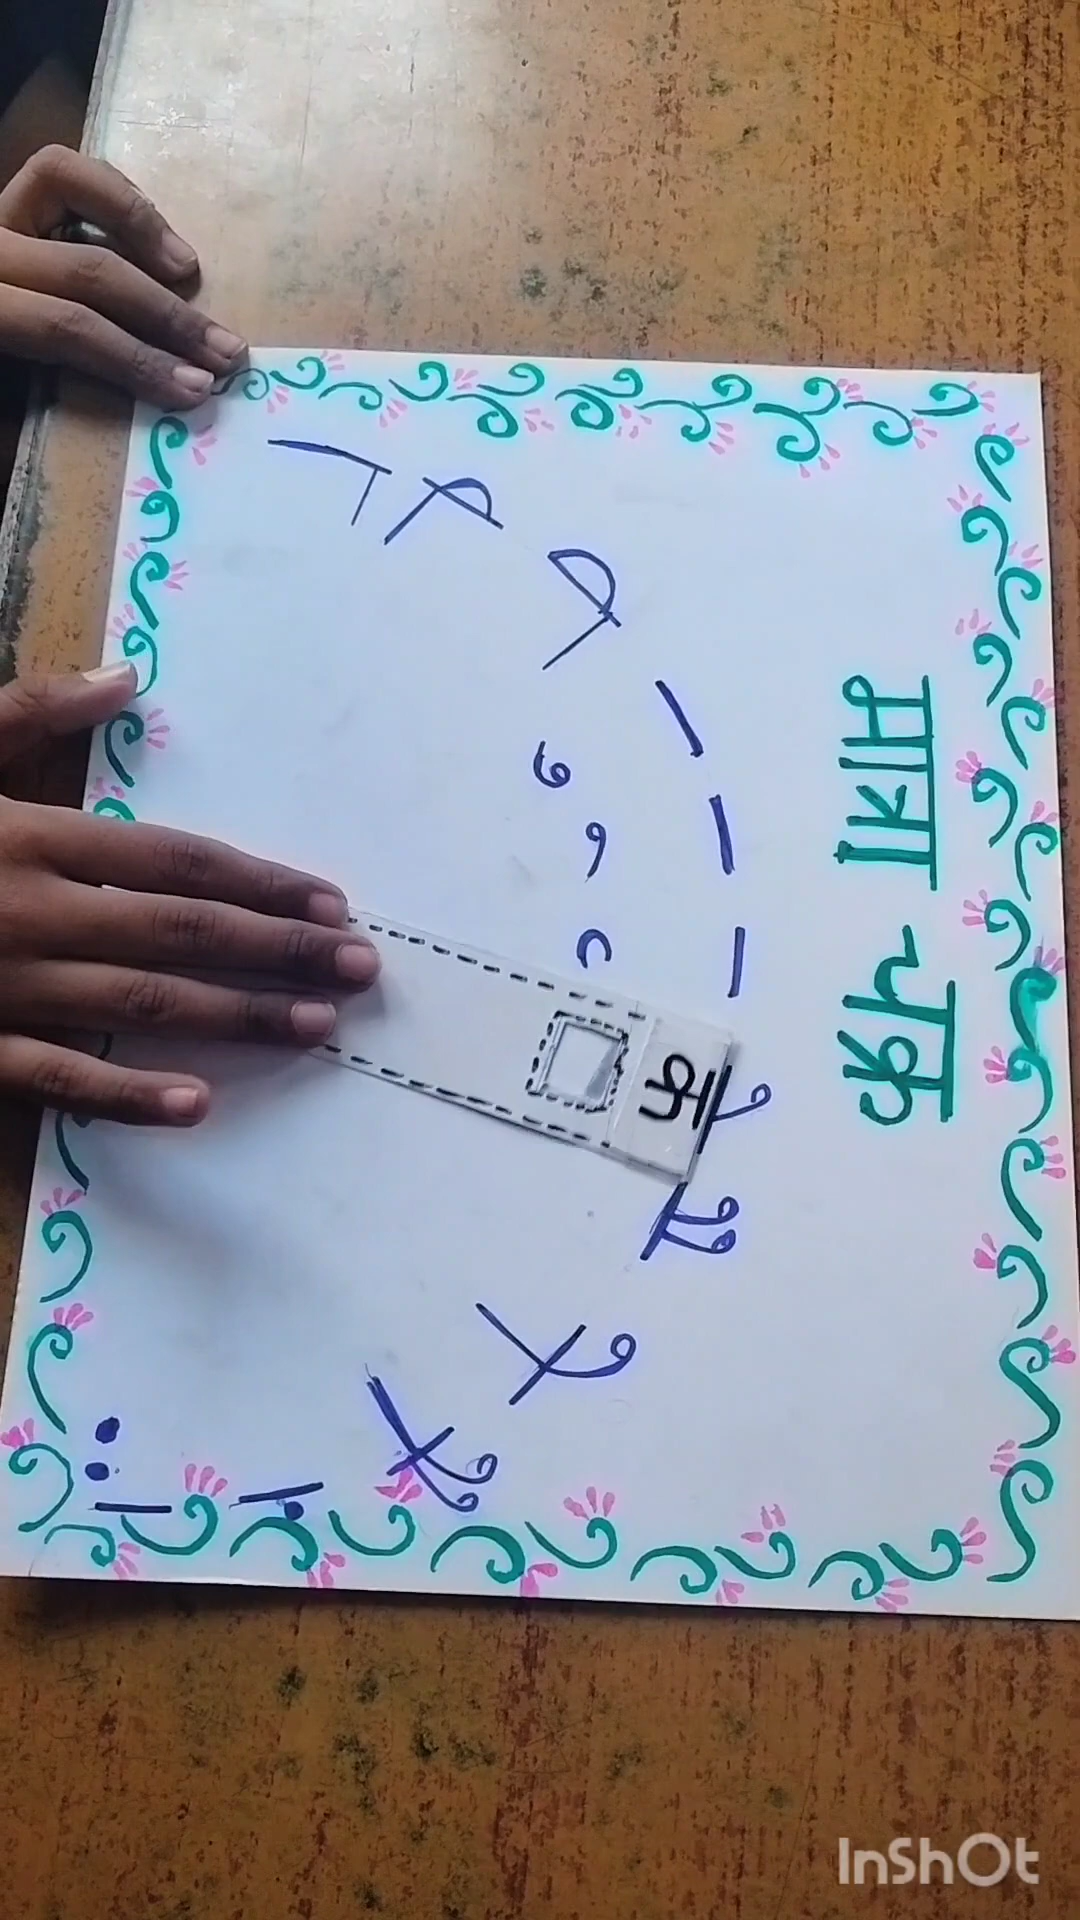 मात्रा चक्र
ा ि ी ु ू ृ े ै ो ौ ं ः
क
InShOt